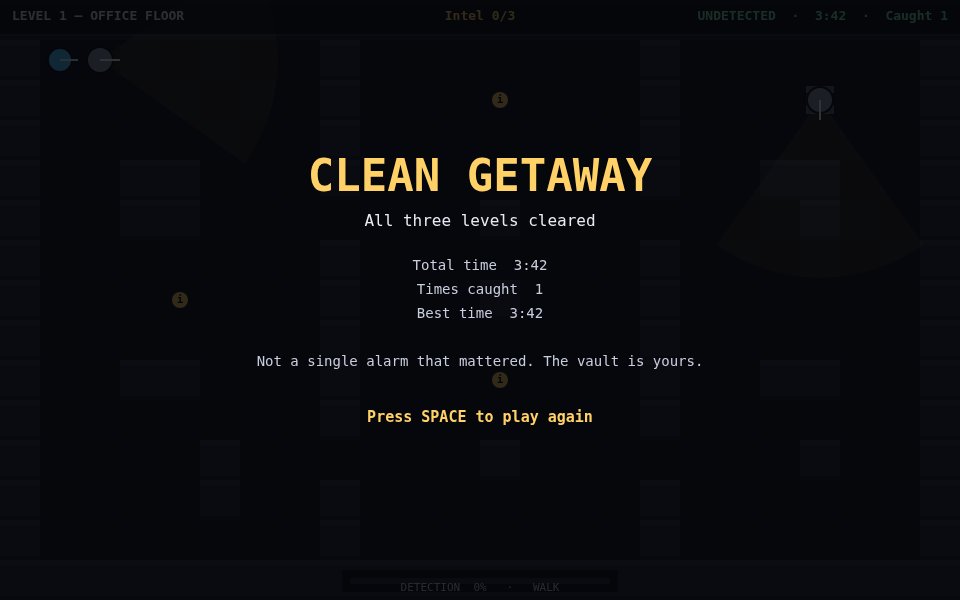 LEVEL 1 — OFFICE FLOOR
Intel 0/3
UNDETECTED · 3:42 · Caught 1
i
CLEAN GETAWAY
All three levels cleared
Total time 3:42
Times caught 1
i
Best time 3:42
Not a single alarm that mattered. The vault is yours.
i
Press SPACE to play again
DETECTION 0% · WALK